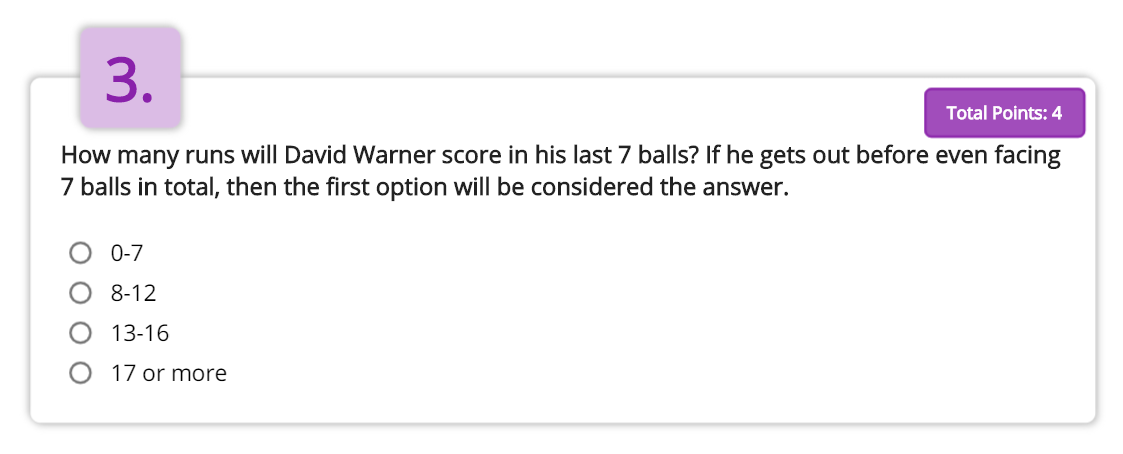 3.
Total Points: 4
How many runs will David Warner score in his last 7 balls? If he gets out before even facing
7 balls in total, then the first option will be considered the answer.
0-7
8-12
13-16
17 or more